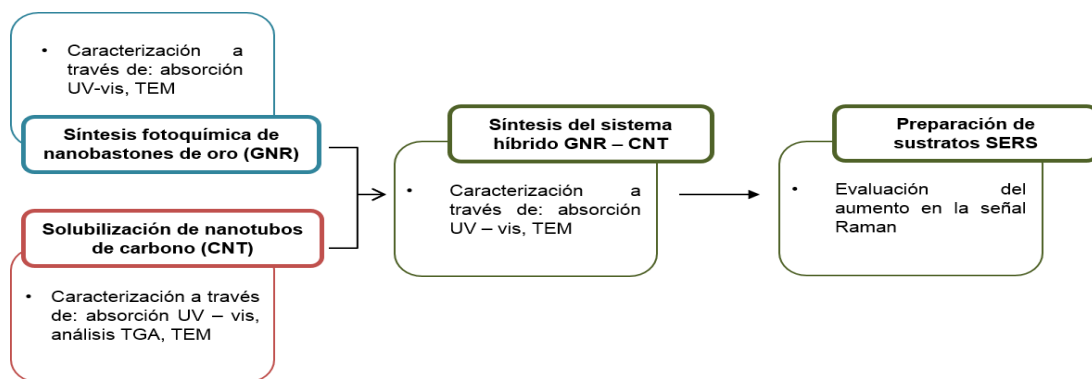 • Caracterización a
través de: absorción
UV-vis, TEM
Síntesis fotoquímica de
nanobastones de oro (GNR)
Solubilización de nanotubos
de carbono (CNT)
• Caracterización a través
de: absorción UV – vis,
análisis TGA, TEM
Síntesis del sistema
híbrido GNR – CNT
• Caracterización a
través de: absorción
UV – vis, TEM
Preparación de
sustratos SERS
• Evaluación del
aumento en la señal
Raman